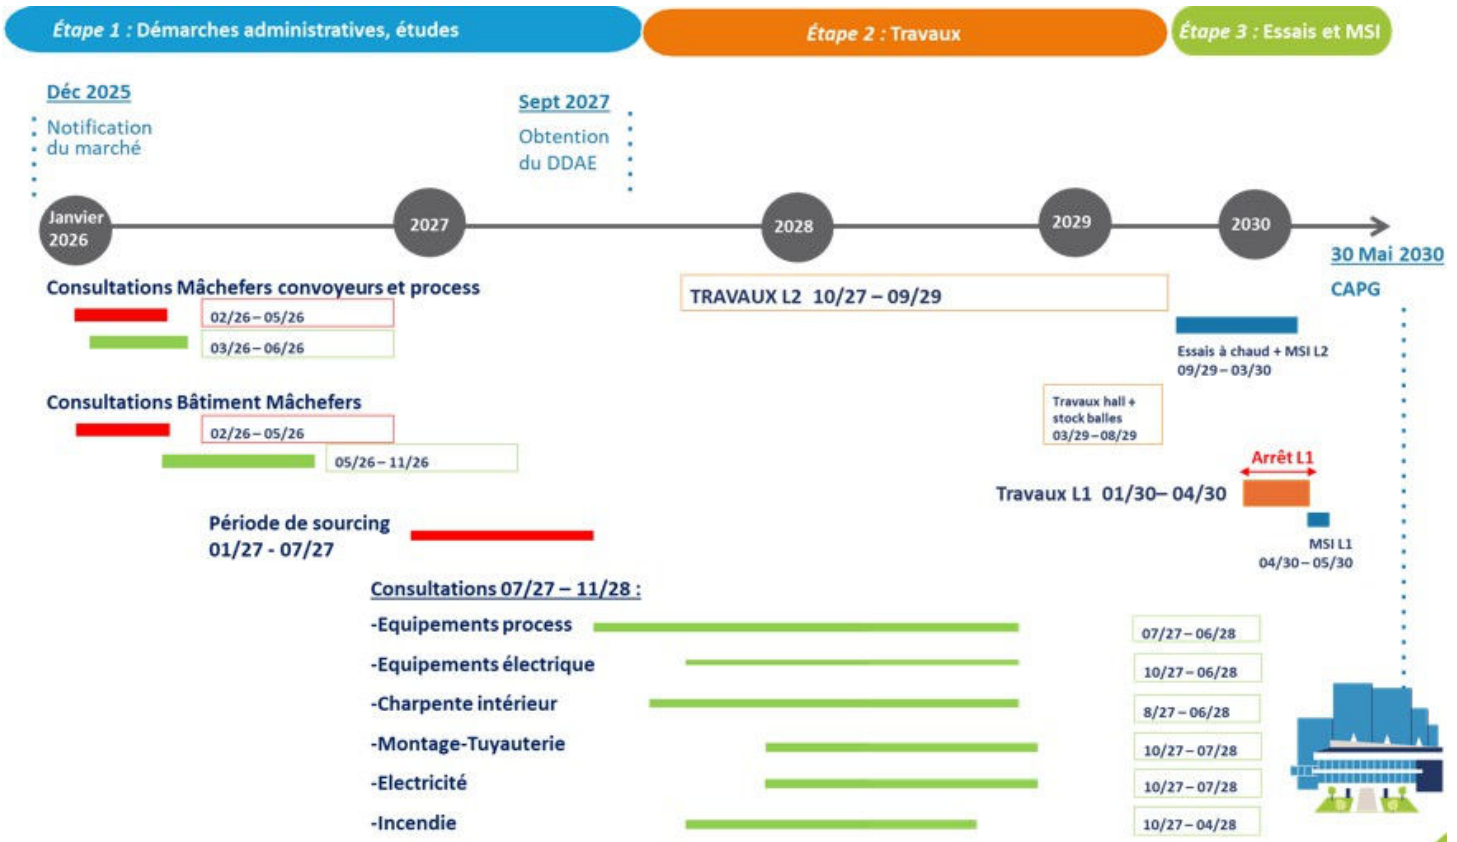 Étape 1 : Démarches administratives, études
Étape 2 : Travaux
Étape 3 : Essais et MSI
Déc 2025
Notification
du marché
Sept 2027
Obtention
du DDAE
Janvier
2026
2027
2028
2029
2030
30 Mai 2030
CAPG
Consultations Mâchefers convoyeurs et process
02/26 – 05/26
03/26 – 06/26
TRAVAUX L2 10/27 – 09/29
Essais à chaud + MSI L2
09/29 – 03/30
Consultations Bâtiment Mâchefers
02/26 – 05/26
05/26 – 11/26
Travaux hall +
stock balles
03/29 – 08/29
Arrêt L1
Travaux L1 01/30– 04/30
MSI L1
04/30 – 05/30
Période de sourcing
01/27 - 07/27
Consultations 07/27 – 11/28 :
-Equipements process
07/27 – 06/28
-Equipements électrique
10/27 – 06/28
-Charpente intérieur
8/27 – 06/28
-Montage-Tuyauterie
10/27 – 07/28
-Electricité
10/27 – 07/28
-Incendie
10/27 – 04/28